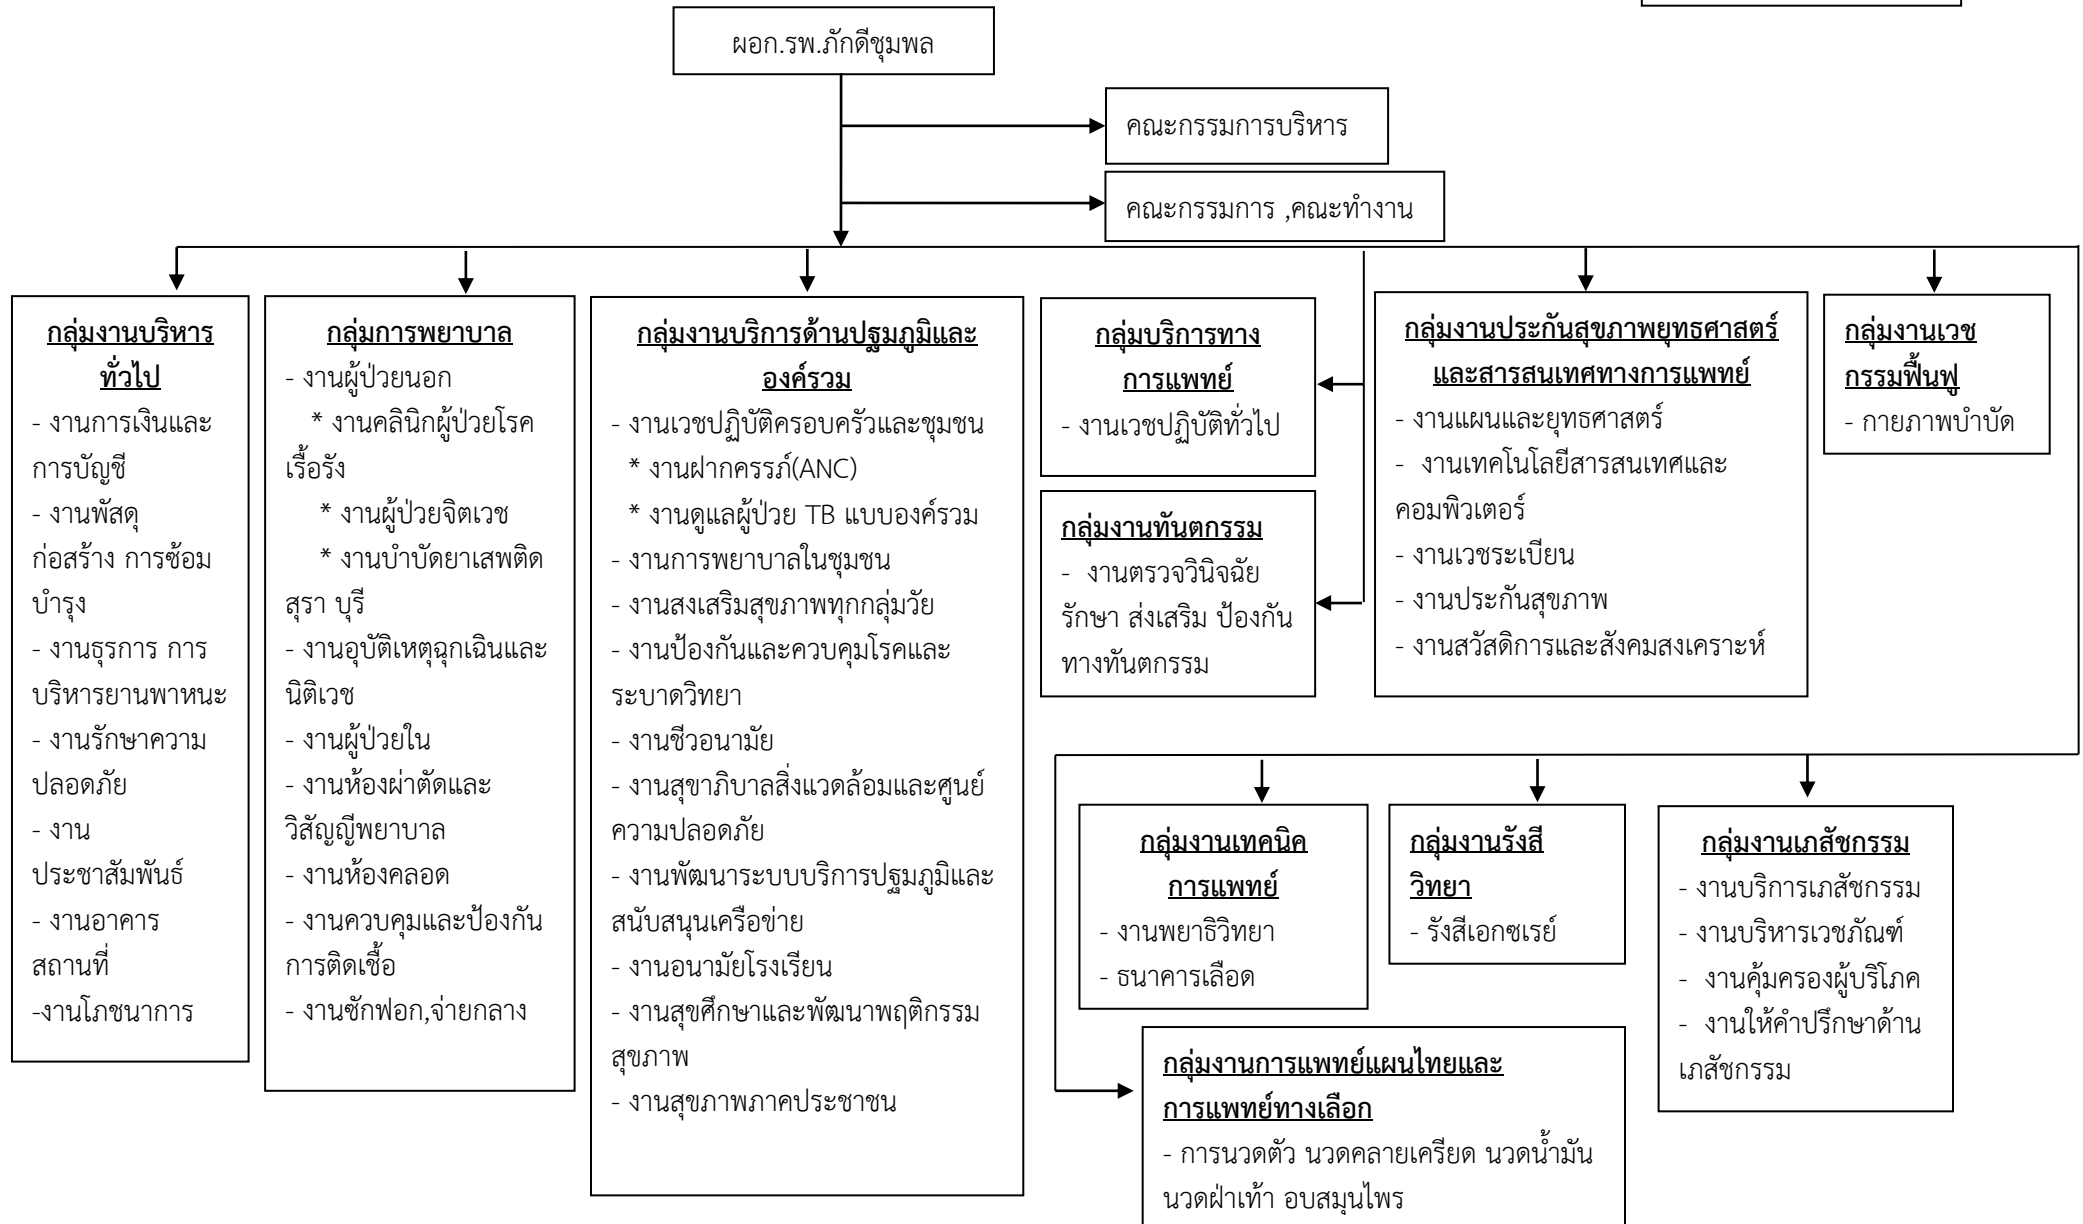 ผอก.รพ.ภักดีชุมพล
คณะกรรมการบริหาร
คณะกรรมการ ,คณะทำงาน
กลุ่มงานบริหาร
ทั่วไป
- งานการเงินและ
การบัญชี
- งานพัสดุ
ก่อสร้าง การซ้อม
บำรุง
- งานธุรการ การ
บริหารยานพาหนะ
- งานรักษาความ
ปลอดภัย
- งาน
ประชาสัมพันธ์
- งานอาคาร
สถานที่
-งานโภชนาการ
กลุ่มการพยาบาล
- งานผู้ป่วยนอก
* งานคลินิกผู้ป่วยโรค
เรื้อรัง
* งานผู้ป่วยจิตเวช
* งานบำบัดยาเสพติด
สุรา บุรี
- งานอุบัติเหตุฉุกเฉินและ
นิติเวช
- งานผู้ป่วยใน
- งานห้องผ่าตัดและ
วิสัญญีพยาบาล
- งานห้องคลอด
- งานควบคุมและป้องกัน
การติดเชื้อ
- งานซักฟอก,จ่ายกลาง
กลุ่มงานบริการด้านปฐมภูมิและ
องค์รวม
- งานเวชปฏิบัติครอบครัวและชุมชน
* งานฝากครรภ์(ANC)
* งานดูแลผู้ป่วย TB แบบองค์รวม
- งานการพยาบาลในชุมชน
- งานสงเสริมสุขภาพทุกกลุ่มวัย
- งานป้องกันและควบคุมโรคและ
ระบาดวิทยา
- งานชีวอนามัย
- งานสุขาภิบาลสิ่งแวดล้อมและศูนย์
ความปลอดภัย
- งานพัฒนาระบบบริการปฐมภูมิและ
สนับสนุนเครือข่าย
- งานอนามัยโรงเรียน
- งานสุขศึกษาและพัฒนาพฤติกรรม
สุขภาพ
- งานสุขภาพภาคประชาชน
กลุ่มบริการทาง
การแพทย์
- งานเวชปฏิบัติทั่วไป
กลุ่มงานทันตกรรม
- งานตรวจวินิจฉัย
รักษา ส่งเสริม ป้องกัน
ทางทันตกรรม
กลุ่มงานประกันสุขภาพยุทธศาสตร์
และสารสนเทศทางการแพทย์
- งานแผนและยุทธศาสตร์
- งานเทคโนโลยีสารสนเทศและ
คอมพิวเตอร์
- งานเวชระเบียน
- งานประกันสุขภาพ
- งานสวัสดิการและสังคมสงเคราะห์
กลุ่มงานเวช
กรรมฟื้นฟู
- กายภาพบำบัด
กลุ่มงานเทคนิค
การแพทย์
- งานพยาธิวิทยา
- ธนาคารเลือด
กลุ่มงานรังสี
วิทยา
- รังสีเอกซเรย์
กลุ่มงานเภสัชกรรม
- งานบริการเภสัชกรรม
- งานบริหารเวชภัณฑ์
- งานคุ้มครองผู้บริโภค
- งานให้คำปรึกษาด้าน
เภสัชกรรม
กลุ่มงานการแพทย์แผนไทยและ
การแพทย์ทางเลือก
- การนวดตัว นวดคลายเครียด นวดน้ำมัน
นวดฝ่าเท้า อบสมุนไพร